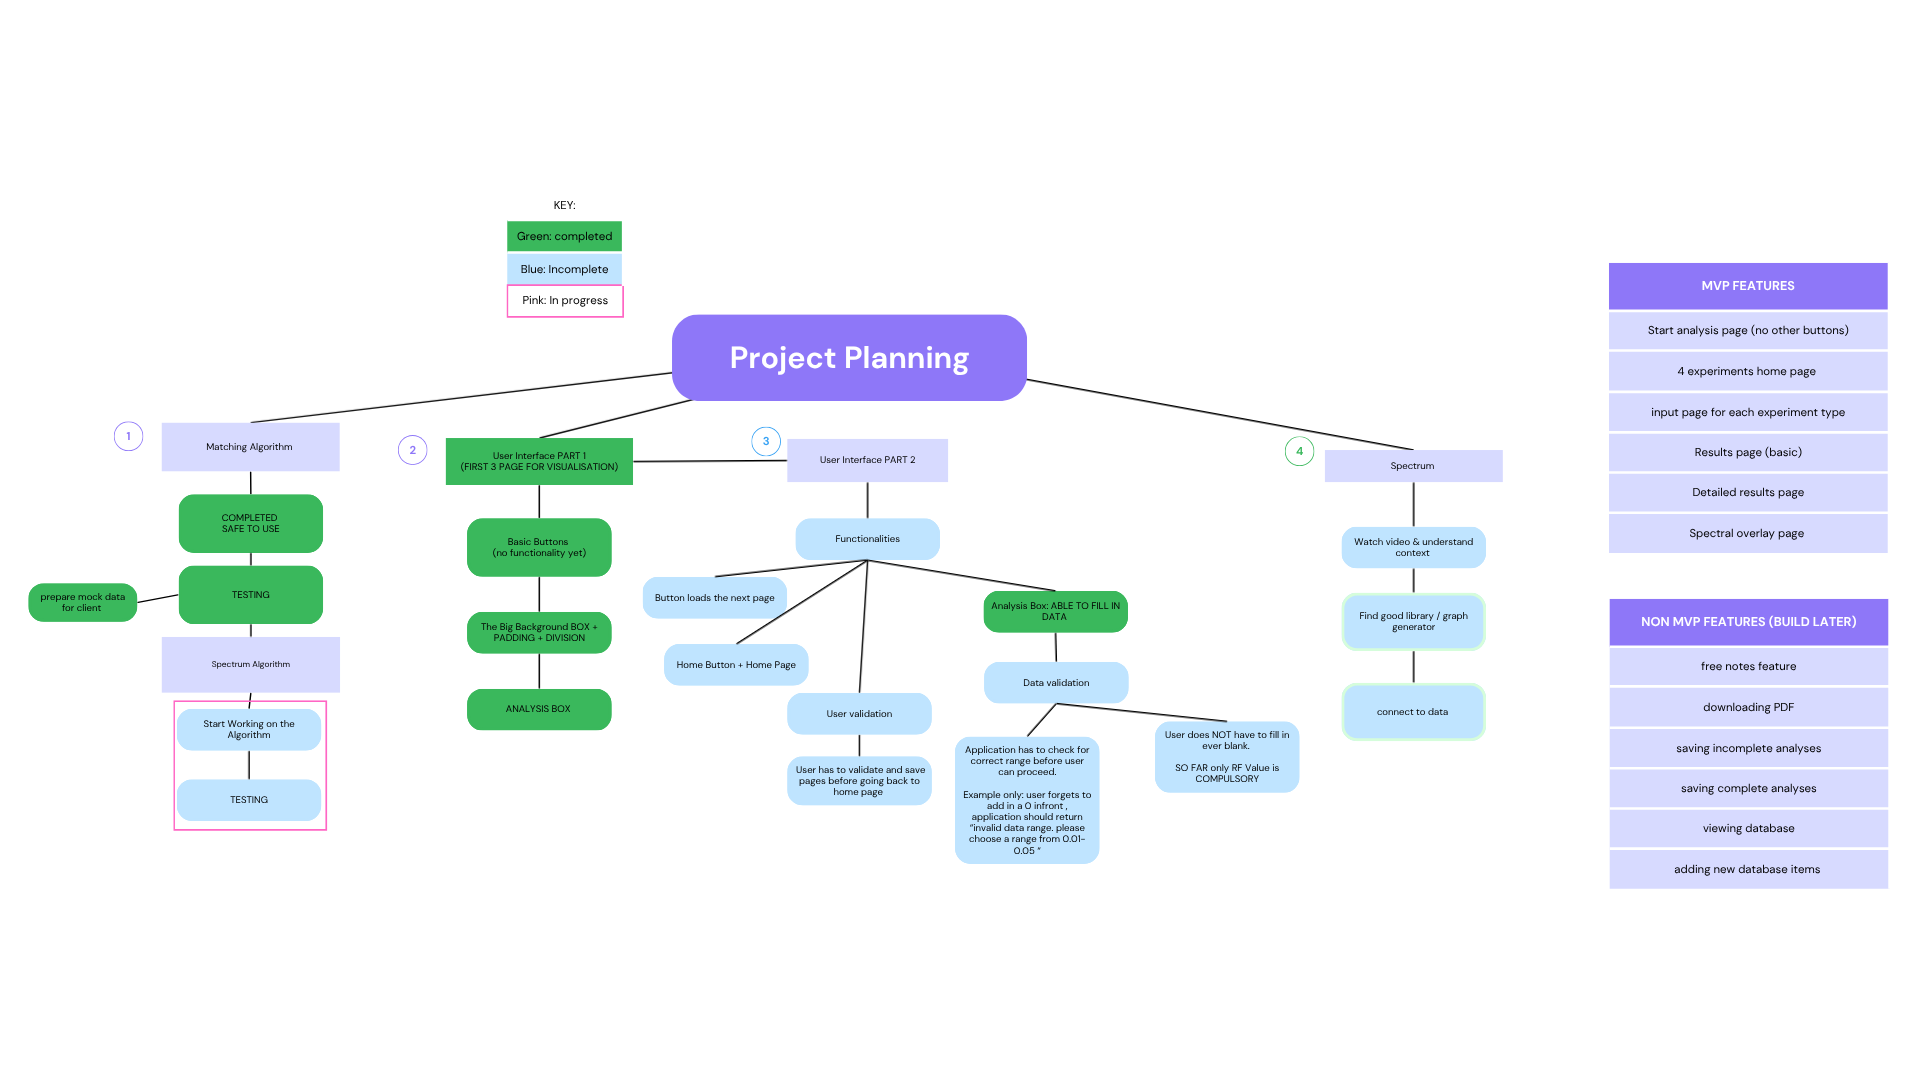 KEY:
Green: completed
Blue: Incomplete
Pink: In progress
Project Planning
1
Matching Algorithm
COMPLETED
SAFE TO USE
TESTING
prepare mock data
for client
Spectrum Algorithm
Start Working on the
Algorithm
TESTING
2
User Interface PART 1
(FIRST 3 PAGE FOR VISUALISATION)
Basic Buttons
(no functionality yet)
The Big Background BOX +
PADDING + DIVISION
ANALYSIS BOX
3
User Interface PART 2
Functionalities
Button loads the next page
Home Button + Home Page
User validation
User has to validate and save
pages before going back to
home page
Analysis Box: ABLE TO FILL IN
DATA
Data validation
Application has to check for
correct range before user
can proceed.
Example only: user forgets to
add in a 0 infront ,
application should return
“invalid data range. please
choose a range from 0.01-
0.05 “
User does NOT have to fill in
ever blank.
SO FAR only RF Value is
COMPULSORY
4
Spectrum
Watch video & understand
context
Find good library / graph
generator
connect to data
MVP FEATURES
Start analysis page (no other buttons)
4 experiments home page
input page for each experiment type
Results page (basic)
Detailed results page
Spectral overlay page
NON MVP FEATURES (BUILD LATER)
free notes feature
downloading PDF
saving incomplete analyses
saving complete analyses
viewing database
adding new database items